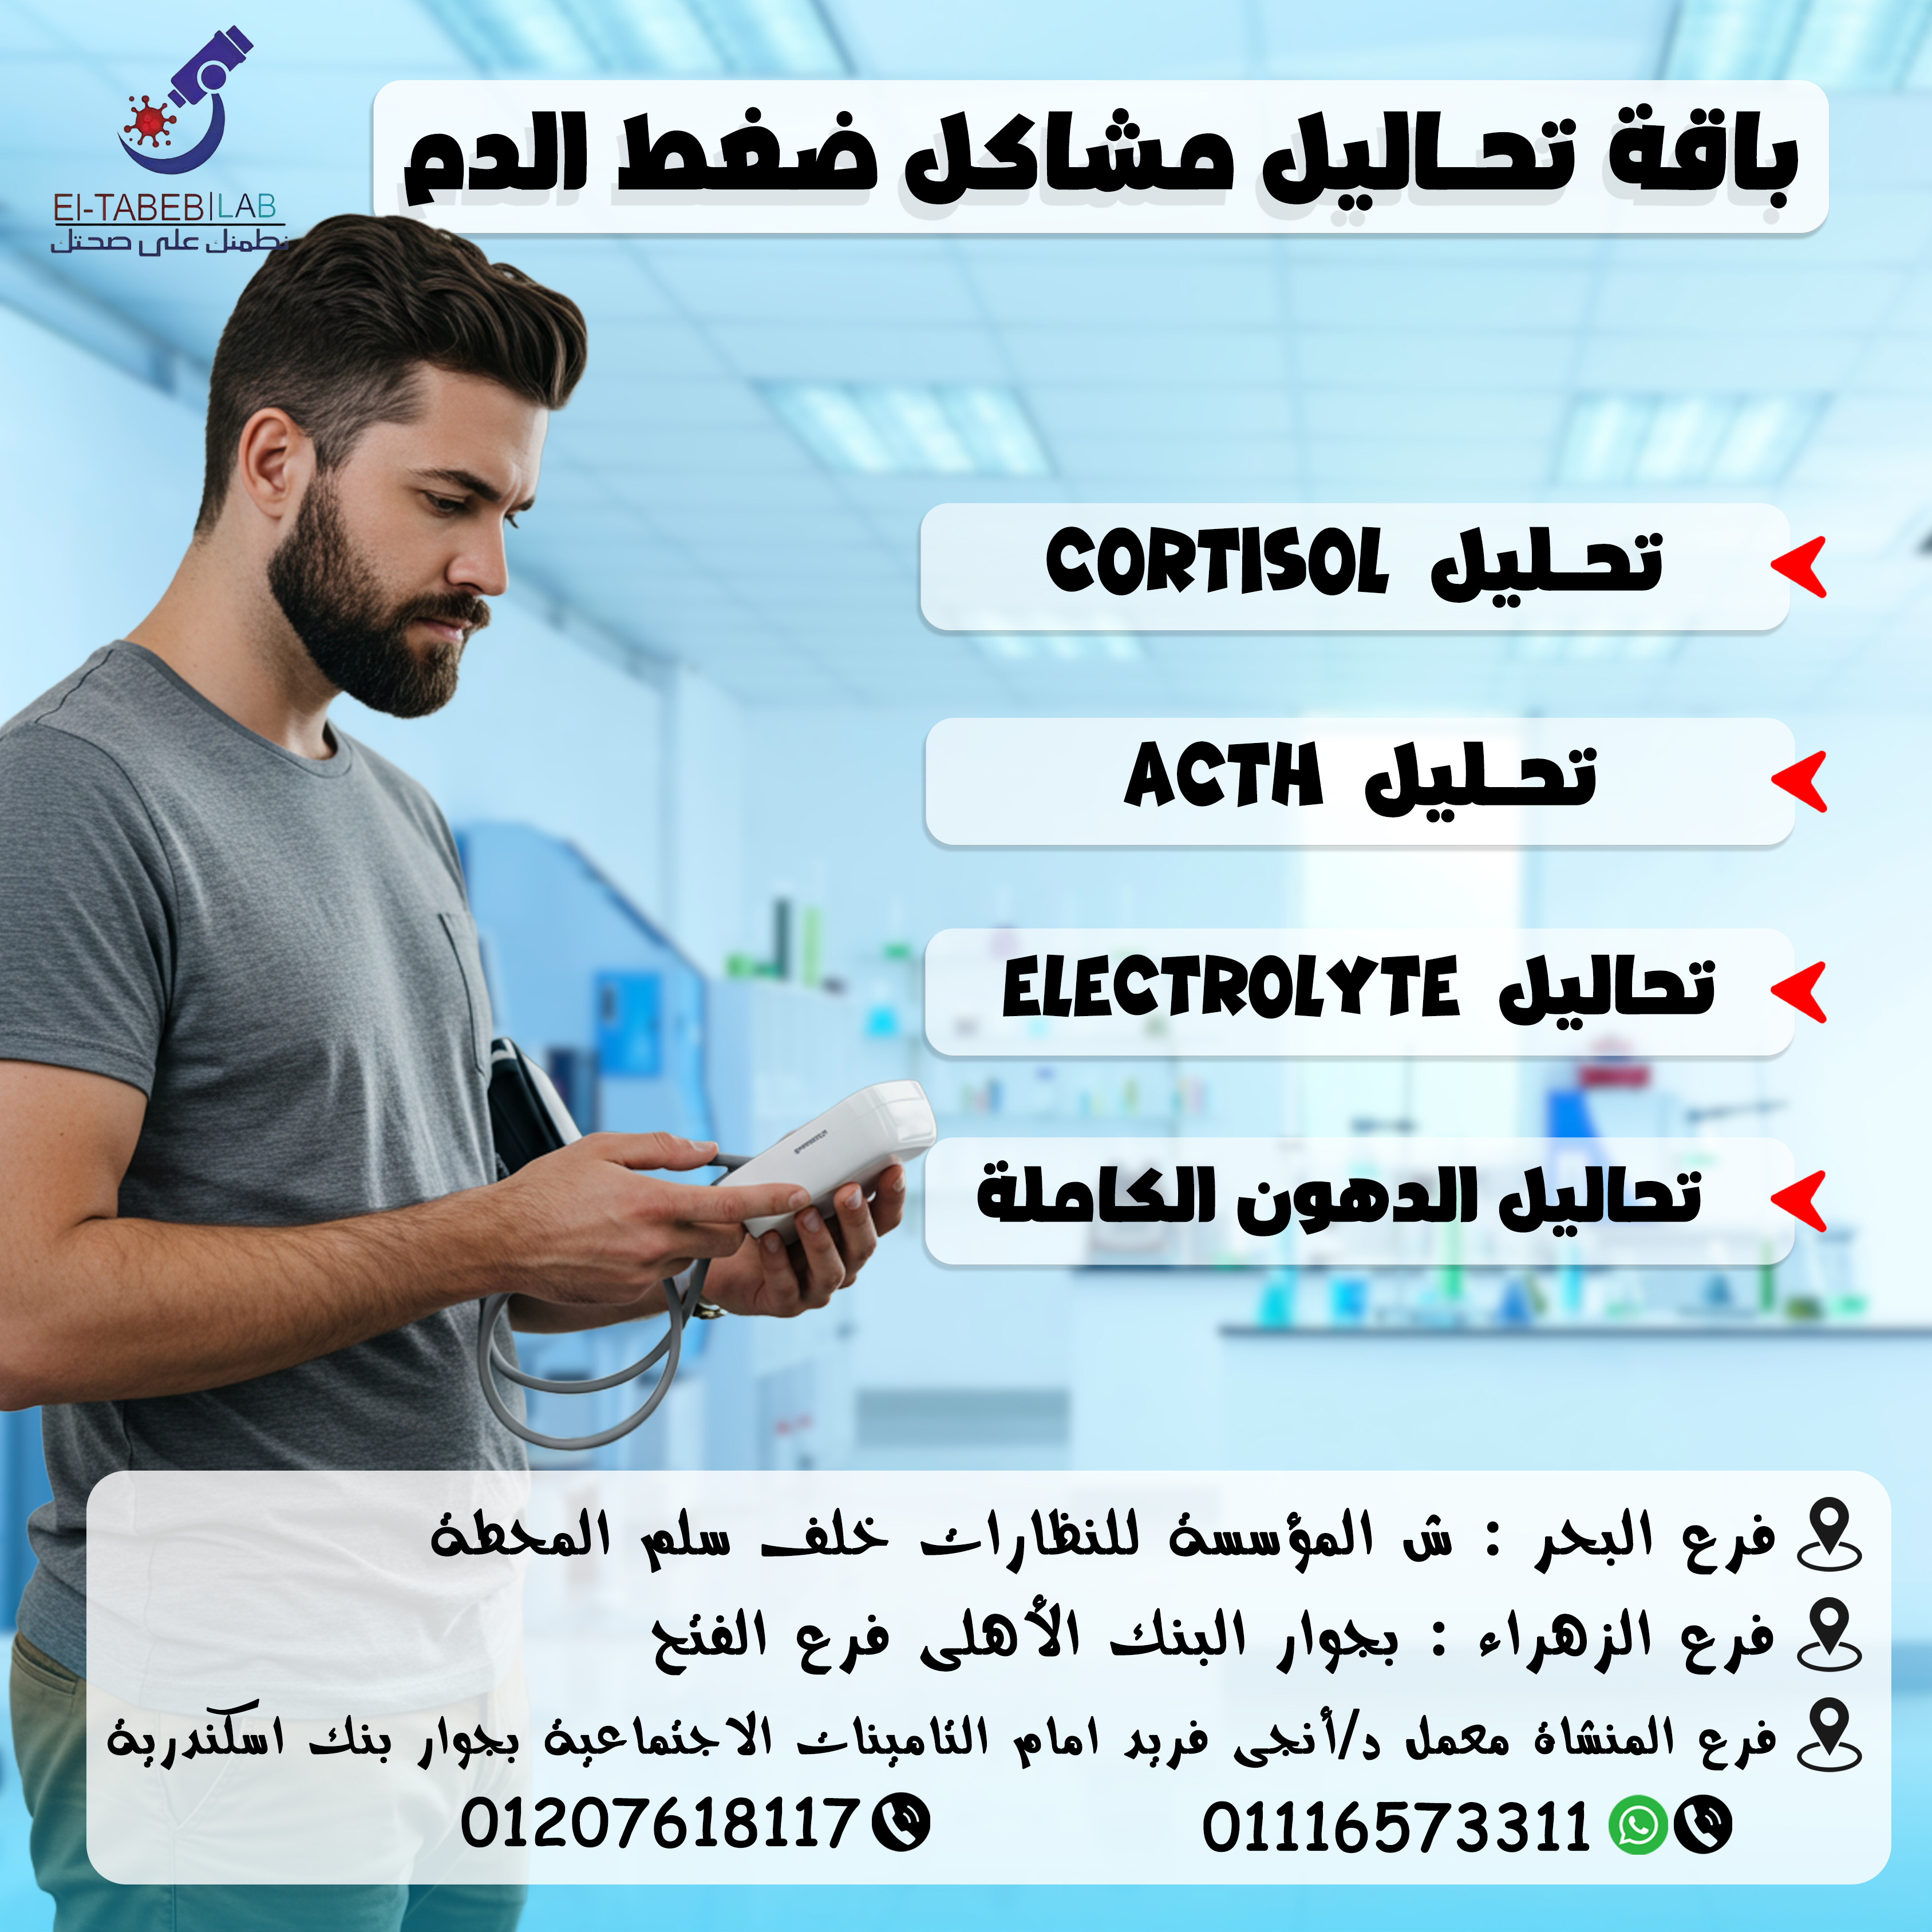 El-TABEB|LAB
نطمنك على صحتك
باقة تحاليل مشاكل ضغط الدم
تحليل CORTISOL
تحليل ACTH
تحاليل ELECTROLYTE
تحاليل الدهون الكاملة
فرع البحر : ش المؤسسة للنظارات خلف سلم المحطة
فرع الزهراء : بجوار البنك الأهلى فرع الفتح
فرع المنشاة معمل د/أنجى فريد امام التامينات الاجتماعية بجوار بنك اسكندرية
01116573311
01207618117